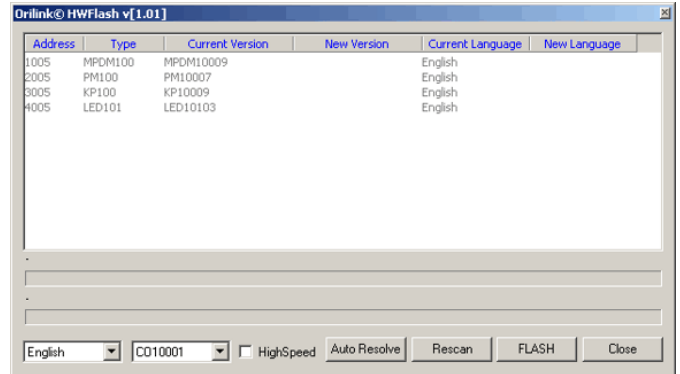 Orilink© HWFlash v[1.01]
Address Type Current Version New Version Current Language New Language
1005 MPDM100 MPDM10009 English
2005 PM100 PM10007 English
3005 KP100 KP10009 English
4005 LED101 LED10103 English
.
.
English CO10001 HighSpeed Auto Resolve Rescan FLASH Close